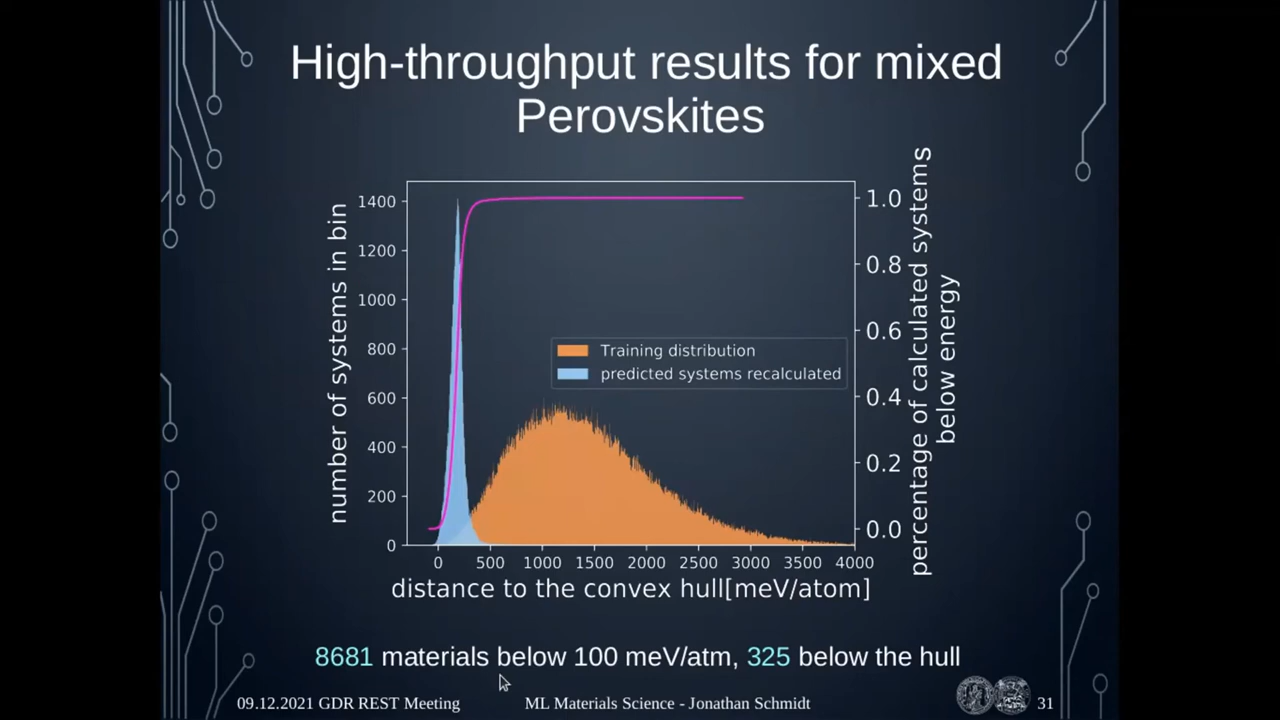 High-throughput results for mixed
Perovskites
number of systems in bin
1400
1200
1000
800
600
400
200
0
1.0
0.8
0.6
0.4
0.2
0.0
percentage of calculated systems
below energy
Training distribution
predicted systems recalculated
0 500 1000 1500 2000 2500 3000 3500 4000
distance to the convex hull[meV/atom]
8681 materials below 100 meV/atm, 325 below the hull
09.12.2021 GDR REST Meeting
ML Materials Science - Jonathan Schmidt
31